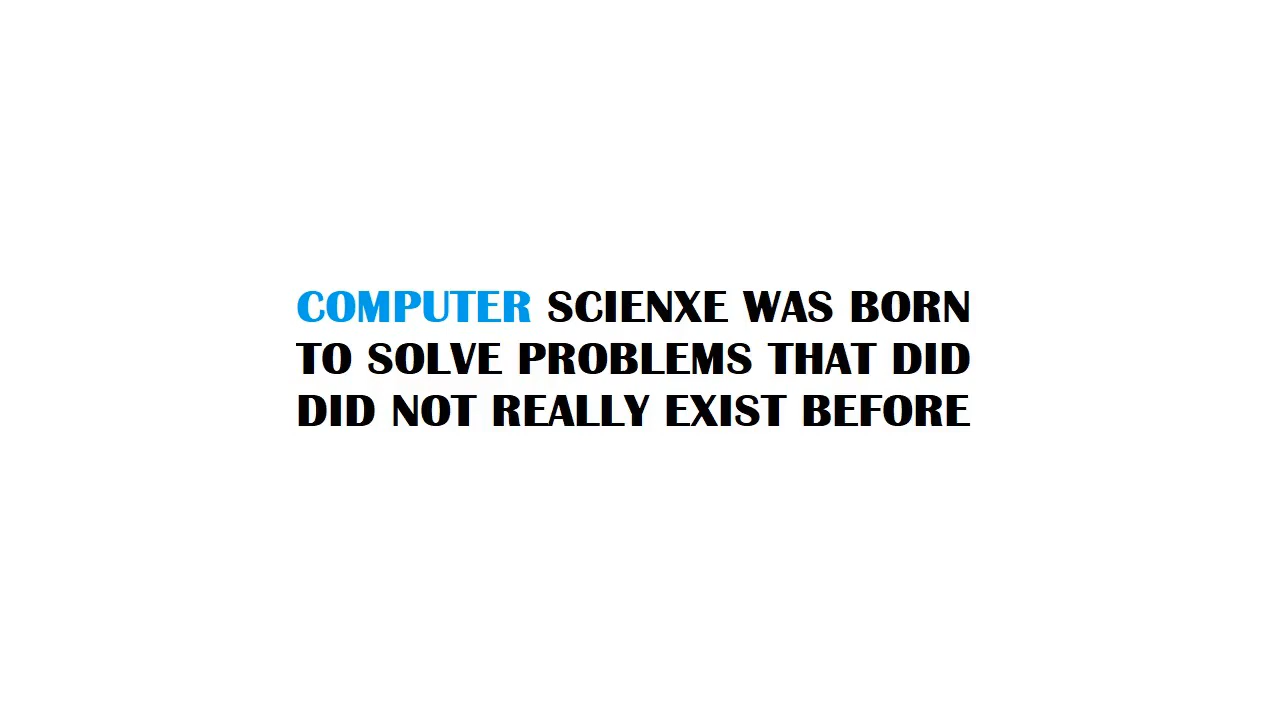 COMPUTER SCIENXE WAS BORN
TO SOLVE PROBLEMS THAT DID
DID NOT REALLY EXIST BEFORE